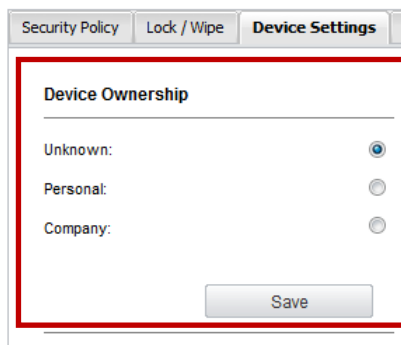 Security Policy Lock / Wipe Device Settings
Device Ownership
Unknown:
Personal:
Company:
Save